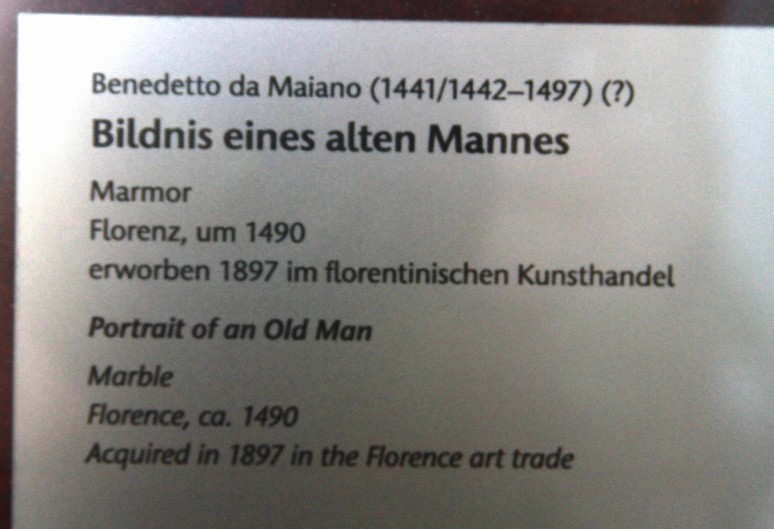 Benedetto da Maiano (1441/1442–1497) (?)
Bildnis eines alten Mannes
Marmor
Florenz, um 1490
erworben 1897 im florentinischen Kunsthandel
Portrait of an Old Man
Marble
Florence, ca. 1490
Acquired in 1897 in the Florence art trade